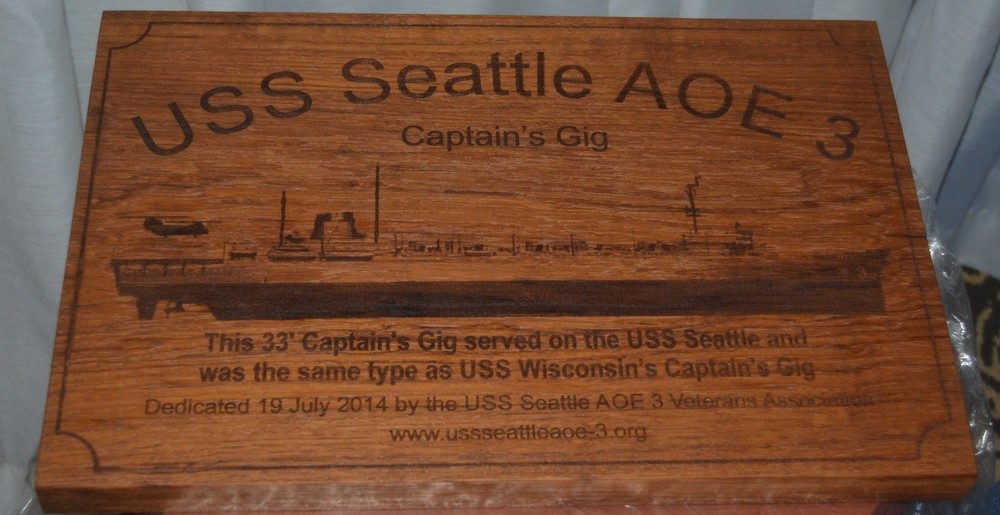 USS Seattle AOE 3
Captain's Gig
This 33' Captain's Gig served on the USS Seattle and
was the same type as USS Wisconsin's Captain's Gig
Dedicated 19 July 2014 by the USS Seattle AOE 3 Veterans Association
www.ussseattleaoe-3.org